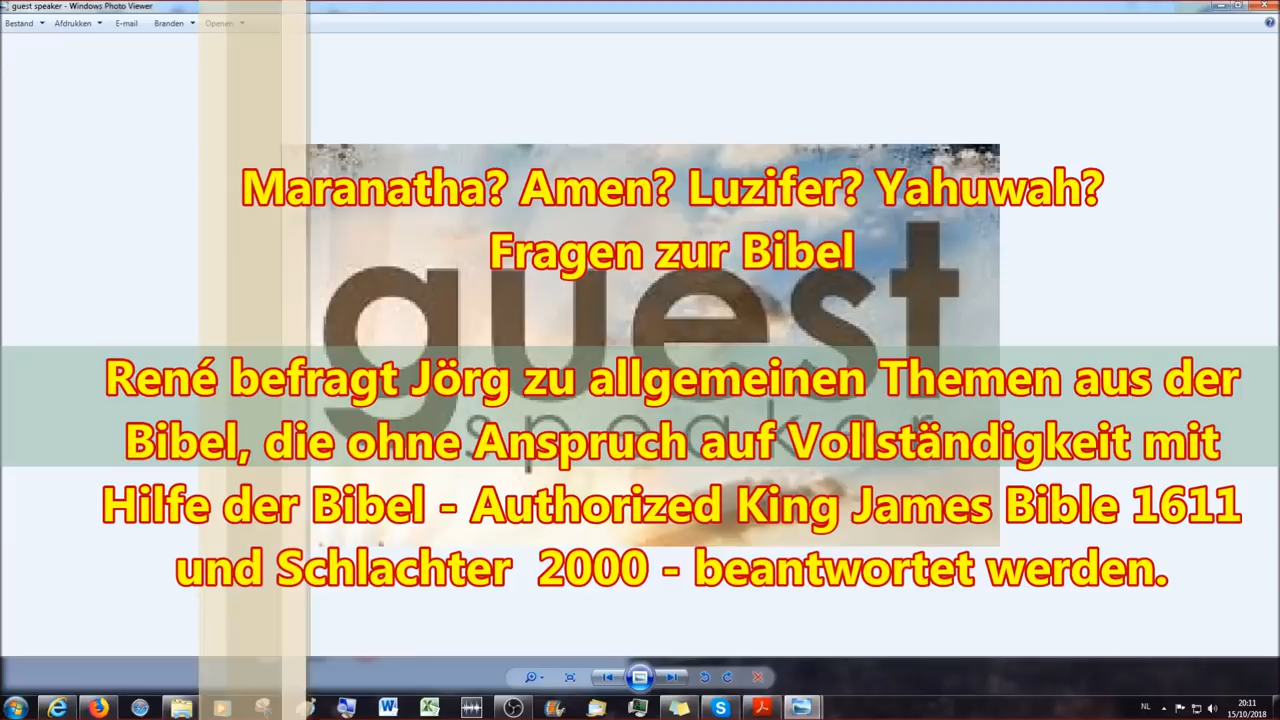 guest speaker - Windows Photo Viewer
Bestand Afdrukken E-mail Branden Openen
Maranatha? Amen? Luzifer? Yahuwah?
Fragen zur Bibel
guest
speaker
René befragt Jörg zu allgemeinen Themen aus der
Bibel, die ohne Anspruch auf Vollständigkeit mit
Hilfe der Bibel - Authorized King James Bible 1611
und Schlachter 2000 - beantwortet werden.
NL
20:11
15/10/2018